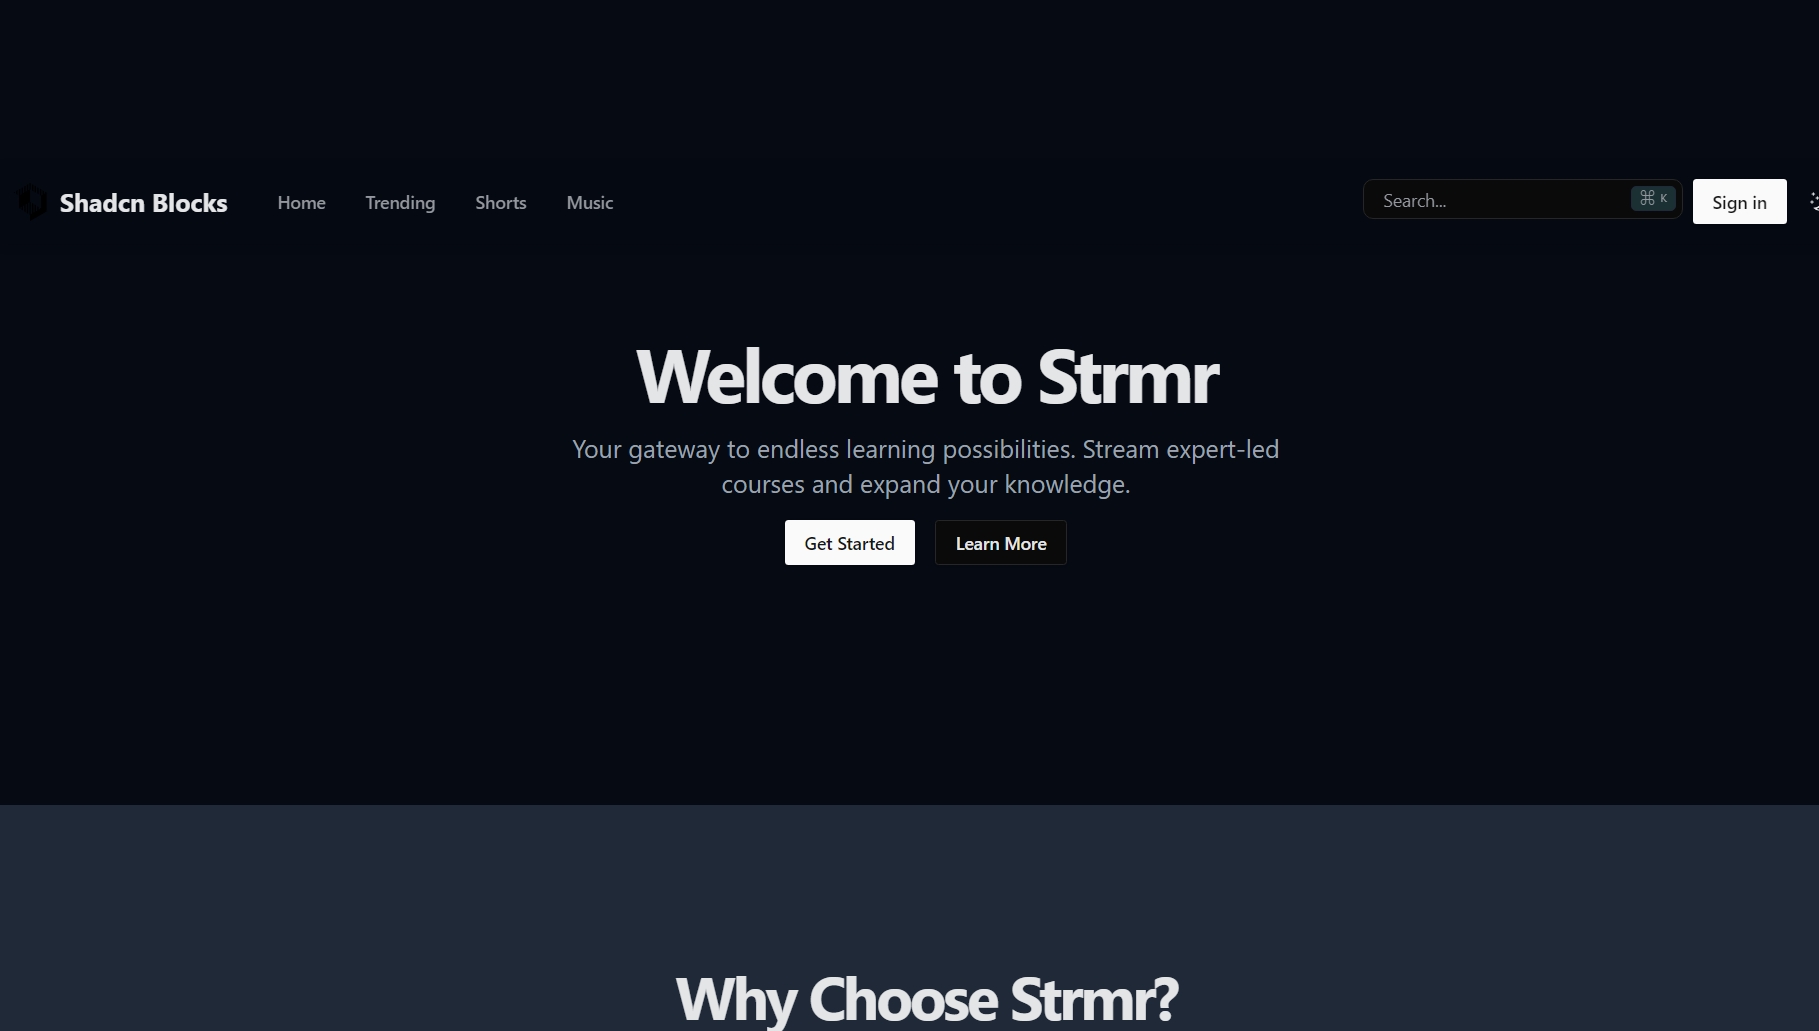 Shadcn Blocks Home Trending Shorts Music Search... ⌘ K Sign in
Welcome to Strmr
Your gateway to endless learning possibilities. Stream expert-led
courses and expand your knowledge.
Get Started Learn More
Why Choose Strmr?